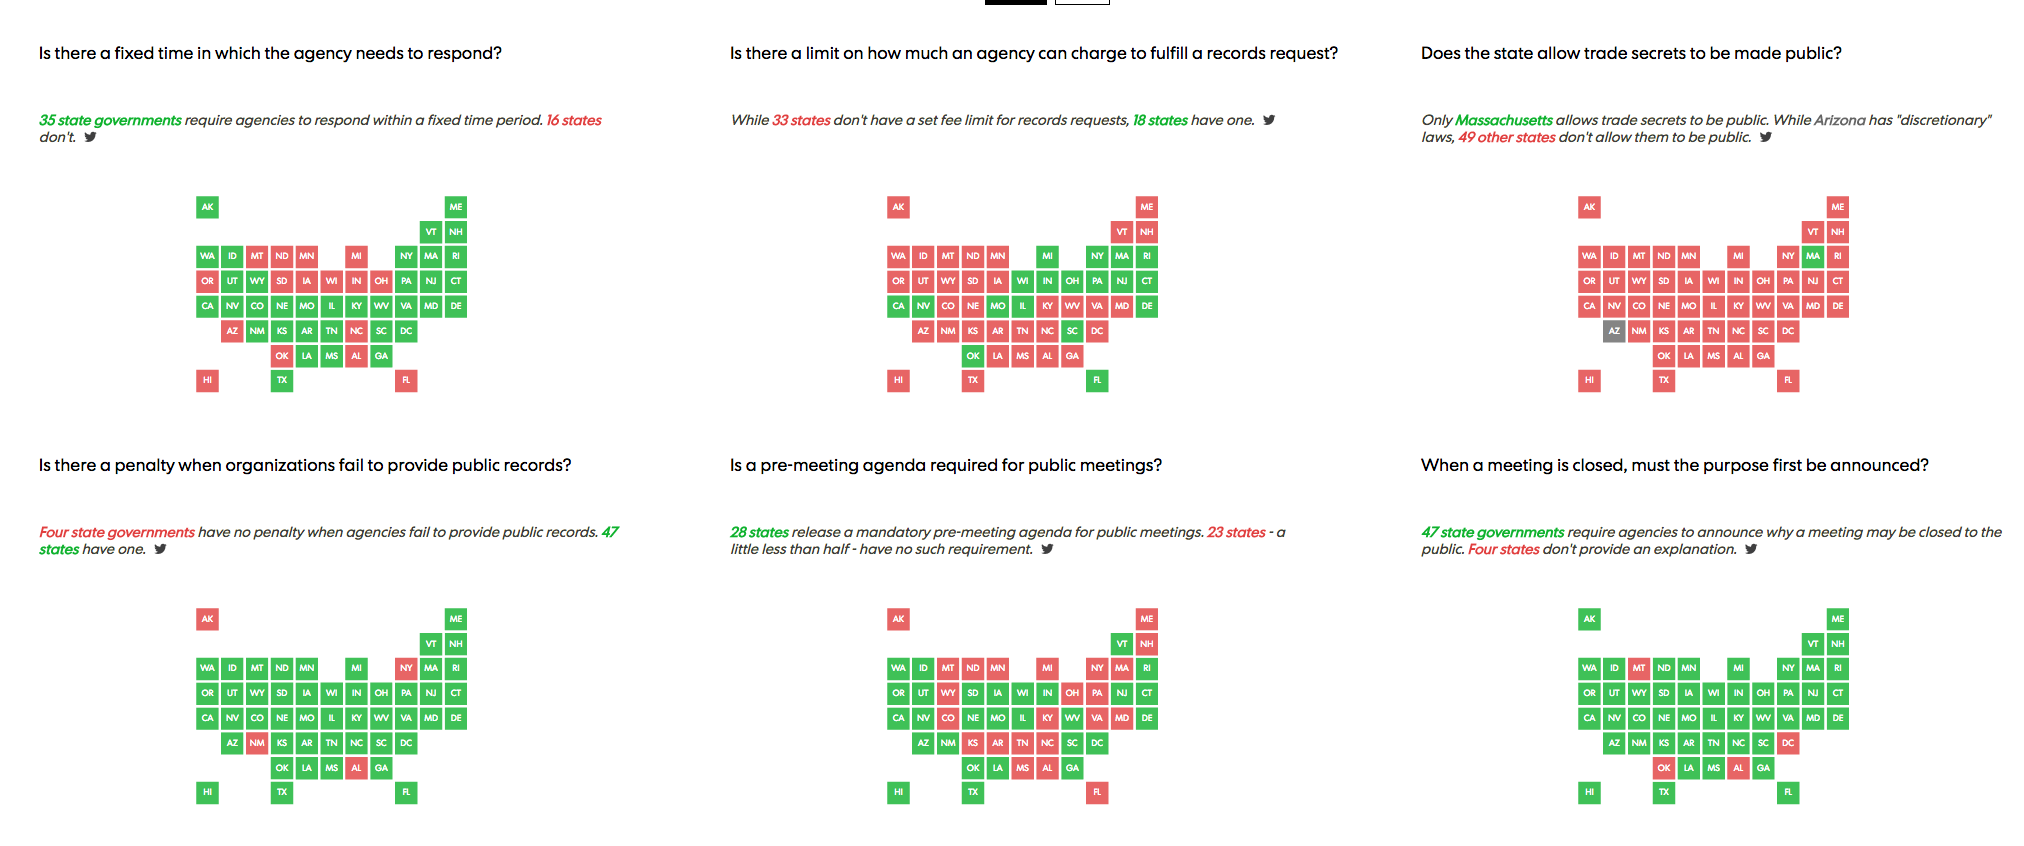 Is there a fixed time in which the agency needs to respond?
35 state governments require agencies to respond within a fixed time period. 16 states
don't.
AK ME
VT NH
WA ID MT ND MN MI NY MA RI
OR UT WY SD IA WI IN OH PA NJ CT
CA NV CO NE MO IL KY WV VA MD DE
AZ NM KS AR TN NC SC DC
OK LA MS AL GA
HI TX FL
Is there a limit on how much an agency can charge to fulfill a records request?
While 33 states don't have a set fee limit for records requests, 18 states have one.
AK ME
VT NH
WA ID MT ND MN MI NY MA RI
OR UT WY SD IA WI IN OH PA NJ CT
CA NV CO NE MO IL KY WV VA MD DE
AZ NM KS AR TN NC SC DC
OK LA MS AL GA
HI TX FL
Does the state allow trade secrets to be made public?
Only Massachusetts allows trade secrets to be public. While Arizona has "discretionary"
laws, 49 other states don't allow them to be public.
AK ME
VT NH
WA ID MT ND MN MI NY MA RI
OR UT WY SD IA WI IN OH PA NJ CT
CA NV CO NE MO IL KY WV VA MD DE
AZ NM KS AR TN NC SC DC
OK LA MS AL GA
HI TX FL
Is there a penalty when organizations fail to provide public records?
Four state governments have no penalty when agencies fail to provide public records. 47
states have one.
AK ME
VT NH
WA ID MT ND MN MI NY MA RI
OR UT WY SD IA WI IN OH PA NJ CT
CA NV CO NE MO IL KY WV VA MD DE
AZ NM KS AR TN NC SC DC
OK LA MS AL GA
HI TX FL
Is a pre-meeting agenda required for public meetings?
28 states release a mandatory pre-meeting agenda for public meetings. 23 states - a
little less than half - have no such requirement.
AK ME
VT NH
WA ID MT ND MN MI NY MA RI
OR UT WY SD IA WI IN OH PA NJ CT
CA NV CO NE MO IL KY WV VA MD DE
AZ NM KS AR TN NC SC DC
OK LA MS AL GA
HI TX FL
When a meeting is closed, must the purpose first be announced?
47 state governments require agencies to announce why a meeting may be closed to the
public. Four states don't provide an explanation.
AK ME
VT NH
WA ID MT ND MN MI NY MA RI
OR UT WY SD IA WI IN OH PA NJ CT
CA NV CO NE MO IL KY WV VA MD DE
AZ NM KS AR TN NC SC DC
OK LA MS AL GA
HI TX FL